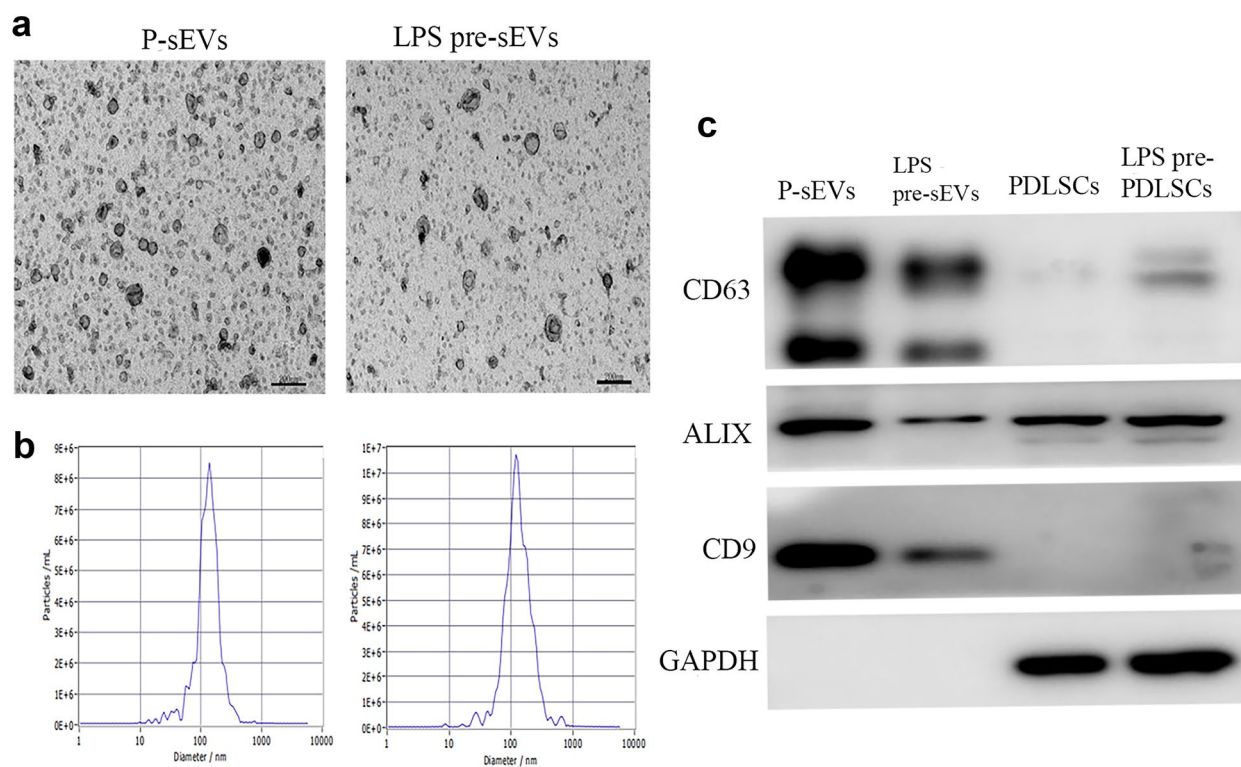 a
P-sEVs
LPS pre-sEVs
200nm
200nm
b
9E+6
8E+6
7E+6
6E+6
5E+6
4E+6
3E+6
2E+6
1E+6
0E+0
Particles /mL
1
10
100
1000
10000
Diameter / nm
1E+7
9E+6
8E+6
7E+6
6E+6
5E+6
4E+6
3E+6
2E+6
1E+6
0E+0
Particles /mL
1
10
100
1000
10000
Diameter / nm
c
P-sEVs
LPS
pre-sEVs
PDLSCs
LPS pre-
PDLSCs
CD63
ALIX
CD9
GAPDH